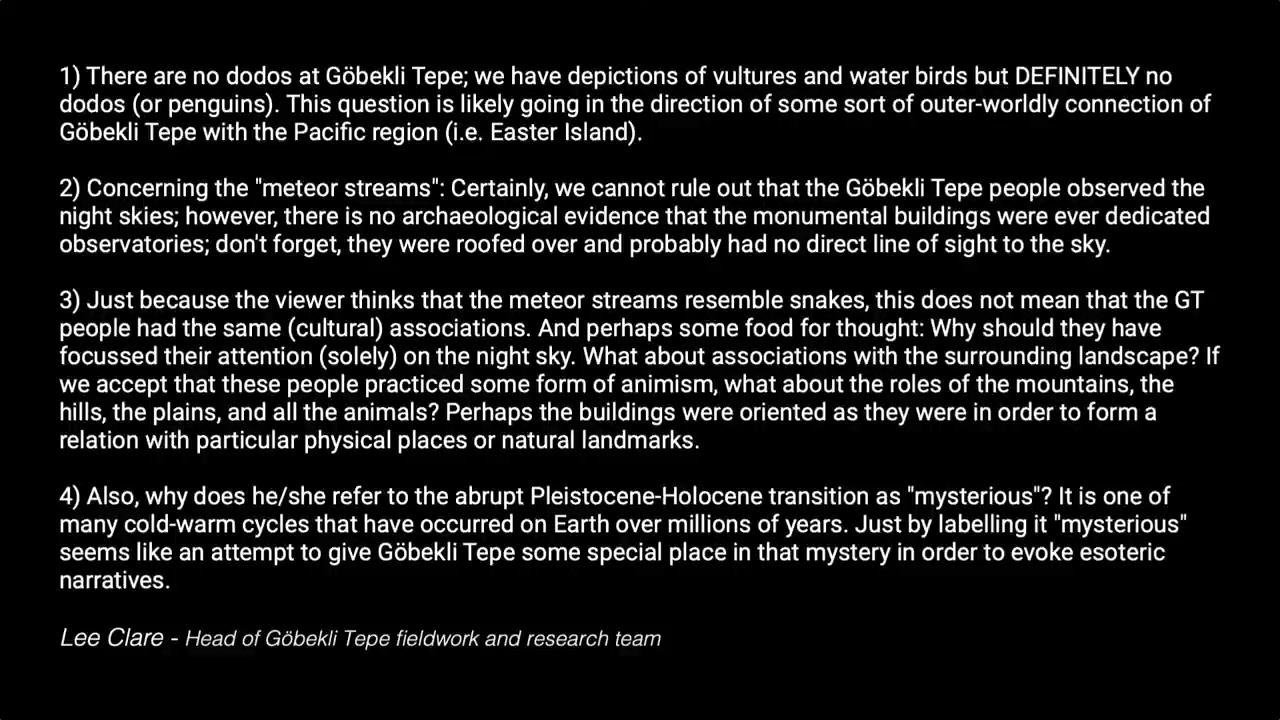 1) There are no dodos at Göbekli Tepe; we have depictions of vultures and water birds but DEFINITELY no
dodos (or penguins). This question is likely going in the direction of some sort of outer-worldly connection of
Göbekli Tepe with the Pacific region (i.e. Easter Island).
2) Concerning the "meteor streams": Certainly, we cannot rule out that the Göbekli Tepe people observed the
night skies; however, there is no archaeological evidence that the monumental buildings were ever dedicated
observatories; don't forget, they were roofed over and probably had no direct line of sight to the sky.
3) Just because the viewer thinks that the meteor streams resemble snakes, this does not mean that the GT
people had the same (cultural) associations. And perhaps some food for thought: Why should they have
focussed their attention (solely) on the night sky. What about associations with the surrounding landscape? If
we accept that these people practiced some form of animism, what about the roles of the mountains, the
hills, the plains, and all the animals? Perhaps the buildings were oriented as they were in order to form a
relation with particular physical places or natural landmarks.
4) Also, why does he/she refer to the abrupt Pleistocene-Holocene transition as "mysterious"? It is one of
many cold-warm cycles that have occurred on Earth over millions of years. Just by labelling it "mysterious"
seems like an attempt to give Göbekli Tepe some special place in that mystery in order to evoke esoteric
narratives.
Lee Clare - Head of Göbekli Tepe fieldwork and research team